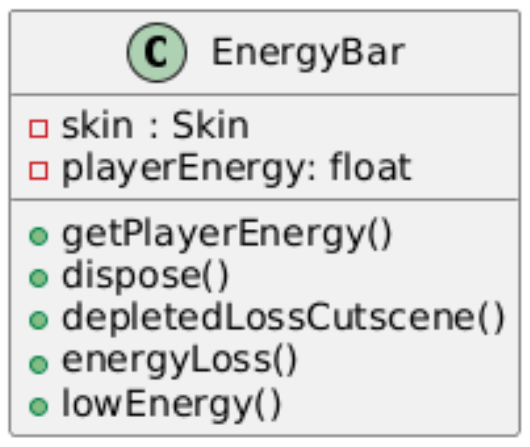 C EnergyBar
skin : Skin
playerEnergy: float
getPlayerEnergy()
dispose()
depletedLossCutscene()
energyLoss()
lowEnergy()